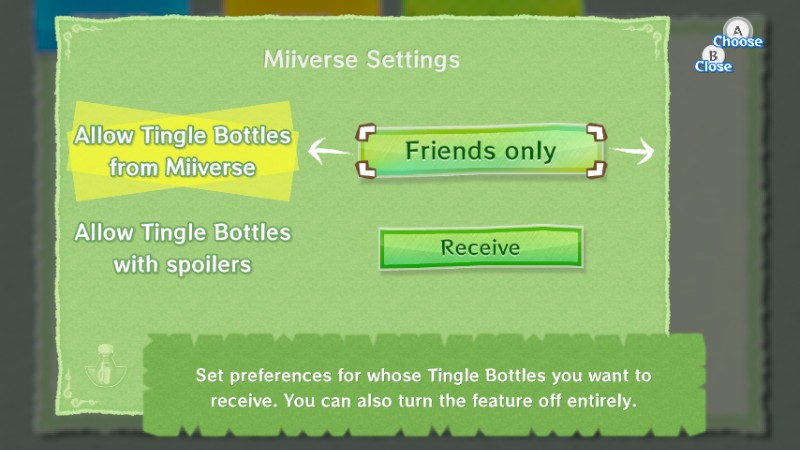 Miiverse Settings
A
Choose
B
Close
Allow Tingle Bottles
from Miiverse
Friends only
Allow Tingle Bottles
with spoilers
Receive
Set preferences for whose Tingle Bottles you want to
receive. You can also turn the feature off entirely.